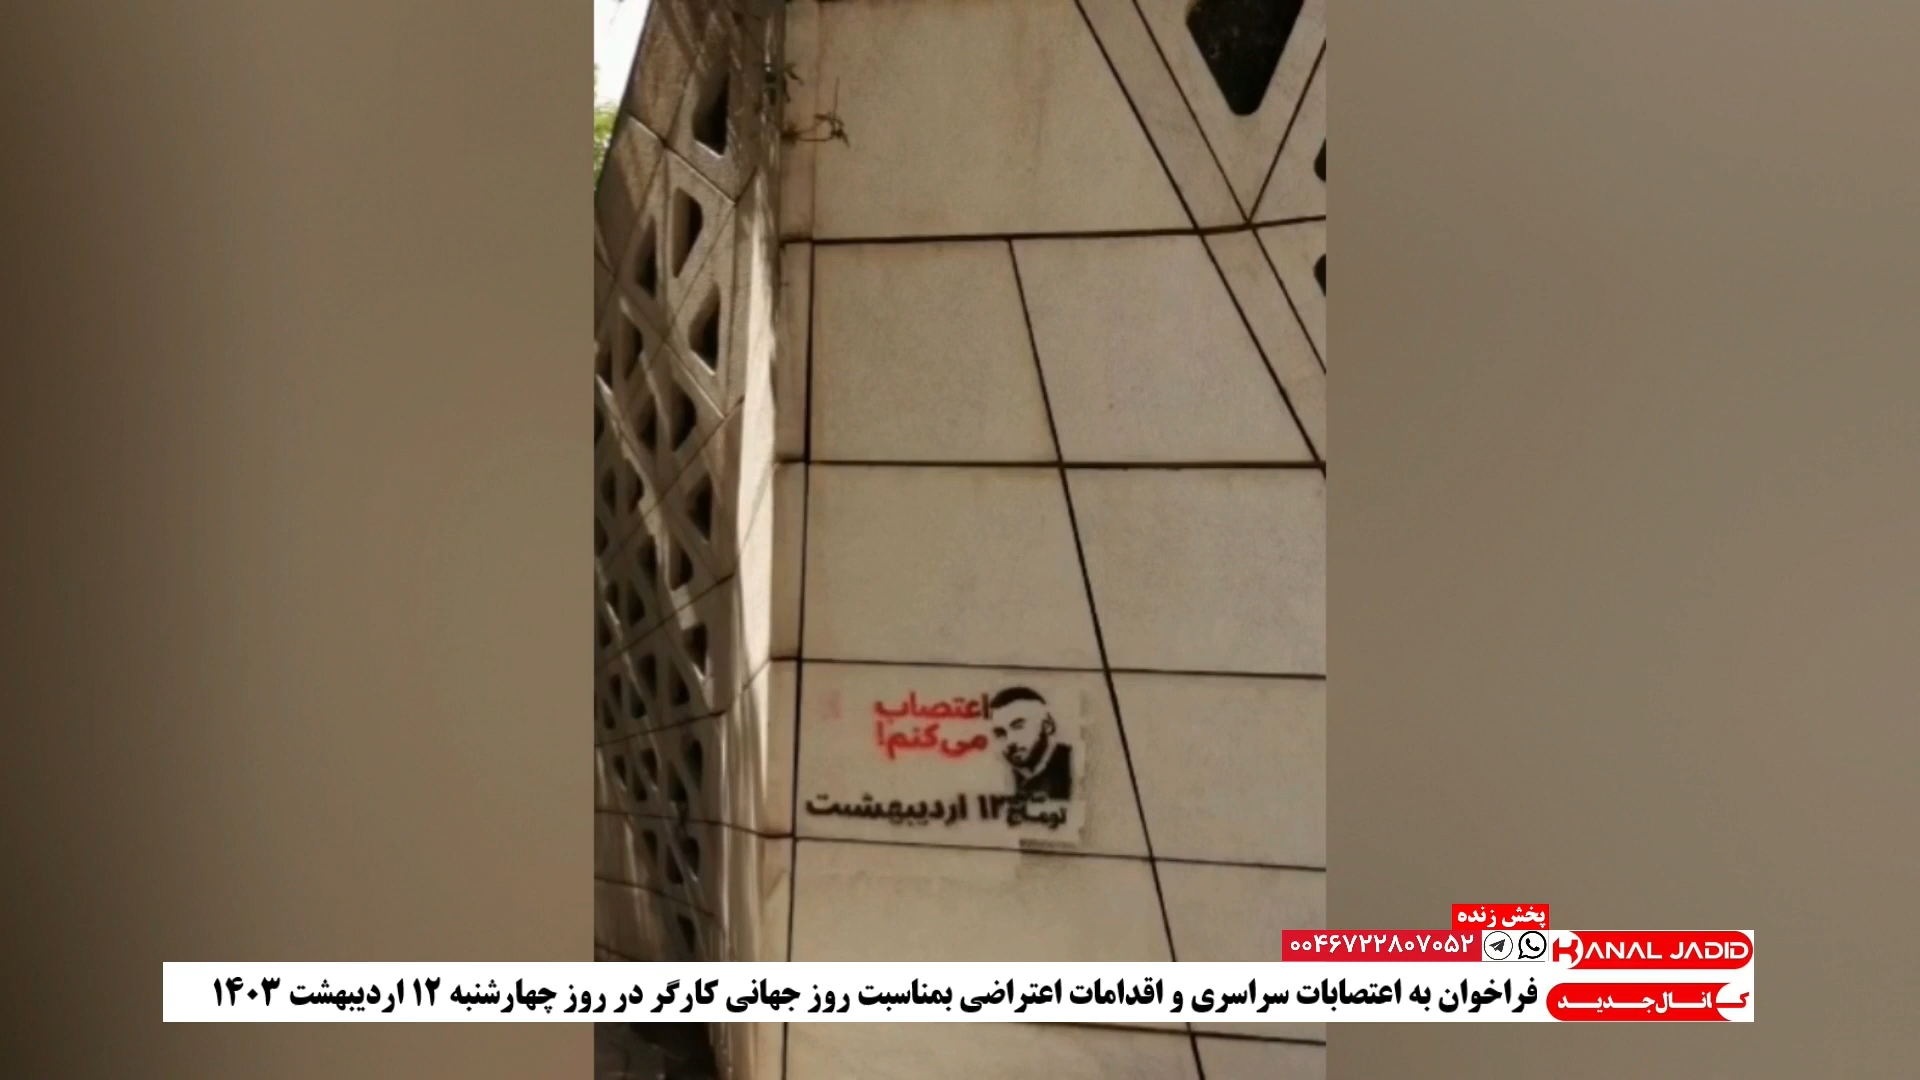 اعتصاب
می‌کنم!
توماج
۱۲ اردیبهشت
پخش زنده
۰۰۴۶۷۲۲۸۰۷۰۵۲
KANAL JADID
کانال جدید
فراخوان به اعتصابات سراسری و اقدامات اعتراضی بمناسبت روز جهانی کارگر در روز چهارشنبه ۱۲ اردیبهشت ۱۴۰۳